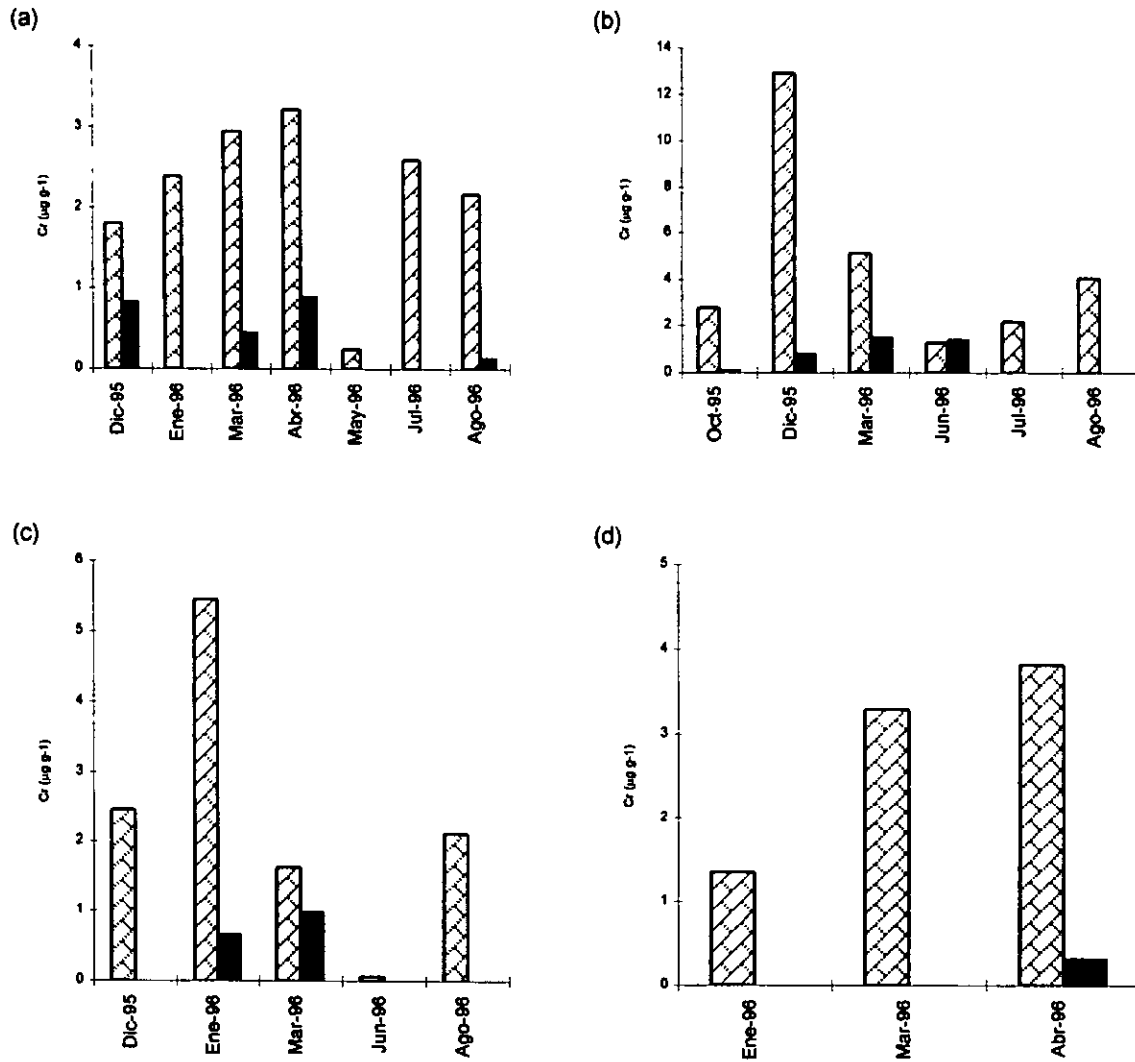 (a)
4
3
2
1
0
Cr (µg g-1)
Dic-95
Ene-96
Mar-96
Abr-96
May-96
Jul-96
Ago-96
(b)
14
12
10
8
6
4
2
0
Cr (µg g-1)
Oct-95
Dic-95
Mar-96
Jun-96
Jul-96
Ago-96
(c)
6
5
4
3
2
1
0
Cr (µg g-1)
Dic-95
Ene-96
Mar-96
Jun-96
Ago-96
(d)
5
4
3
2
1
0
Cr (µg g-1)
Ene-96
Mar-96
Abr-96